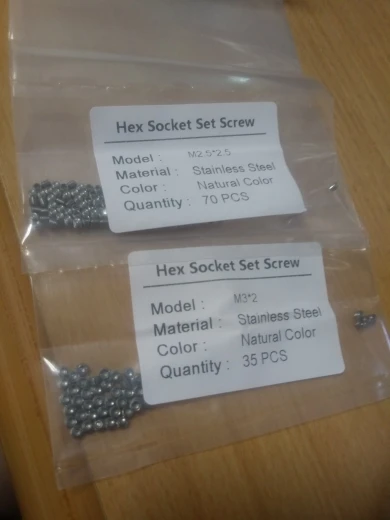 Hex Socket Set Screw
Model : M2.5*2.5
Material : Stainless Steel
Color : Natural Color
Quantity : 70 PCS
Hex Socket Set Screw
Model : M3*2
Material : Stainless Steel
Color : Natural Color
Quantity : 35 PCS